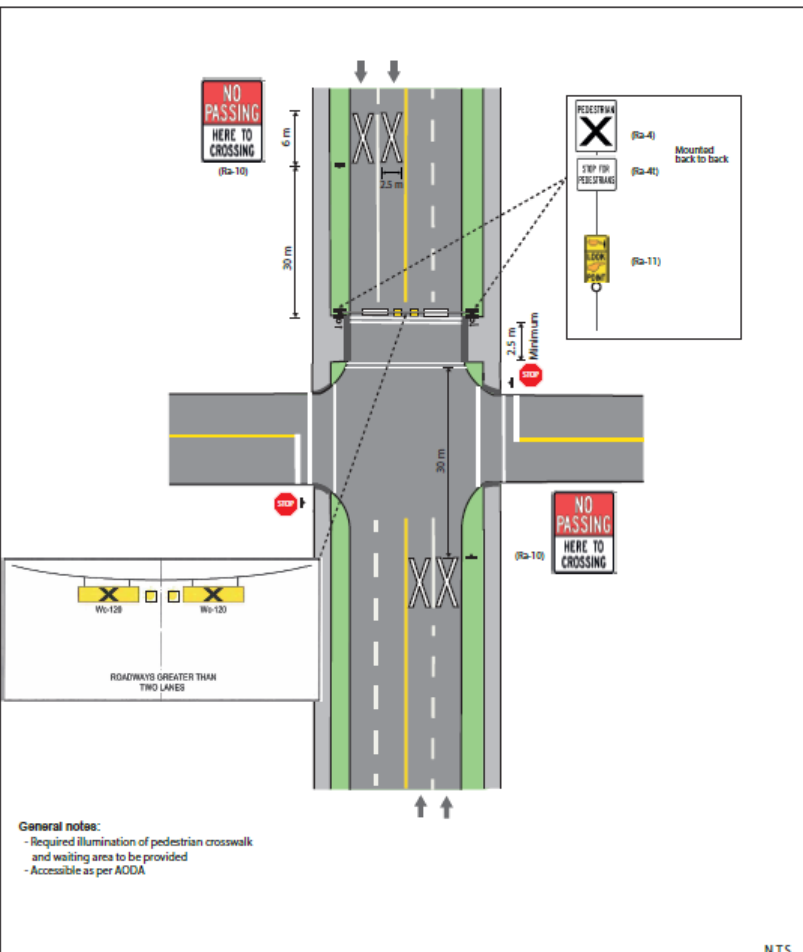 NO
PASSING
HERE TO
CROSSING
(Ra-10)
6 m
2.5 m
30 m
PEDESTRIAN
X
(Ra-4)
Mounted
back to back
STOP FOR
PEDESTRIANS
(Ra-4t)
LOOK
POINT
(Ra-11)
2.5 m
Minimum
STOP
30 m
STOP
NO
PASSING
HERE TO
CROSSING
(Ra-10)
X
X
Wc-120
Wc-120
ROADWAYS GREATER THAN
TWO LANES
General notes:
- Required illumination of pedestrian crosswalk
and waiting area to be provided
- Accessible as per AODA
NTS